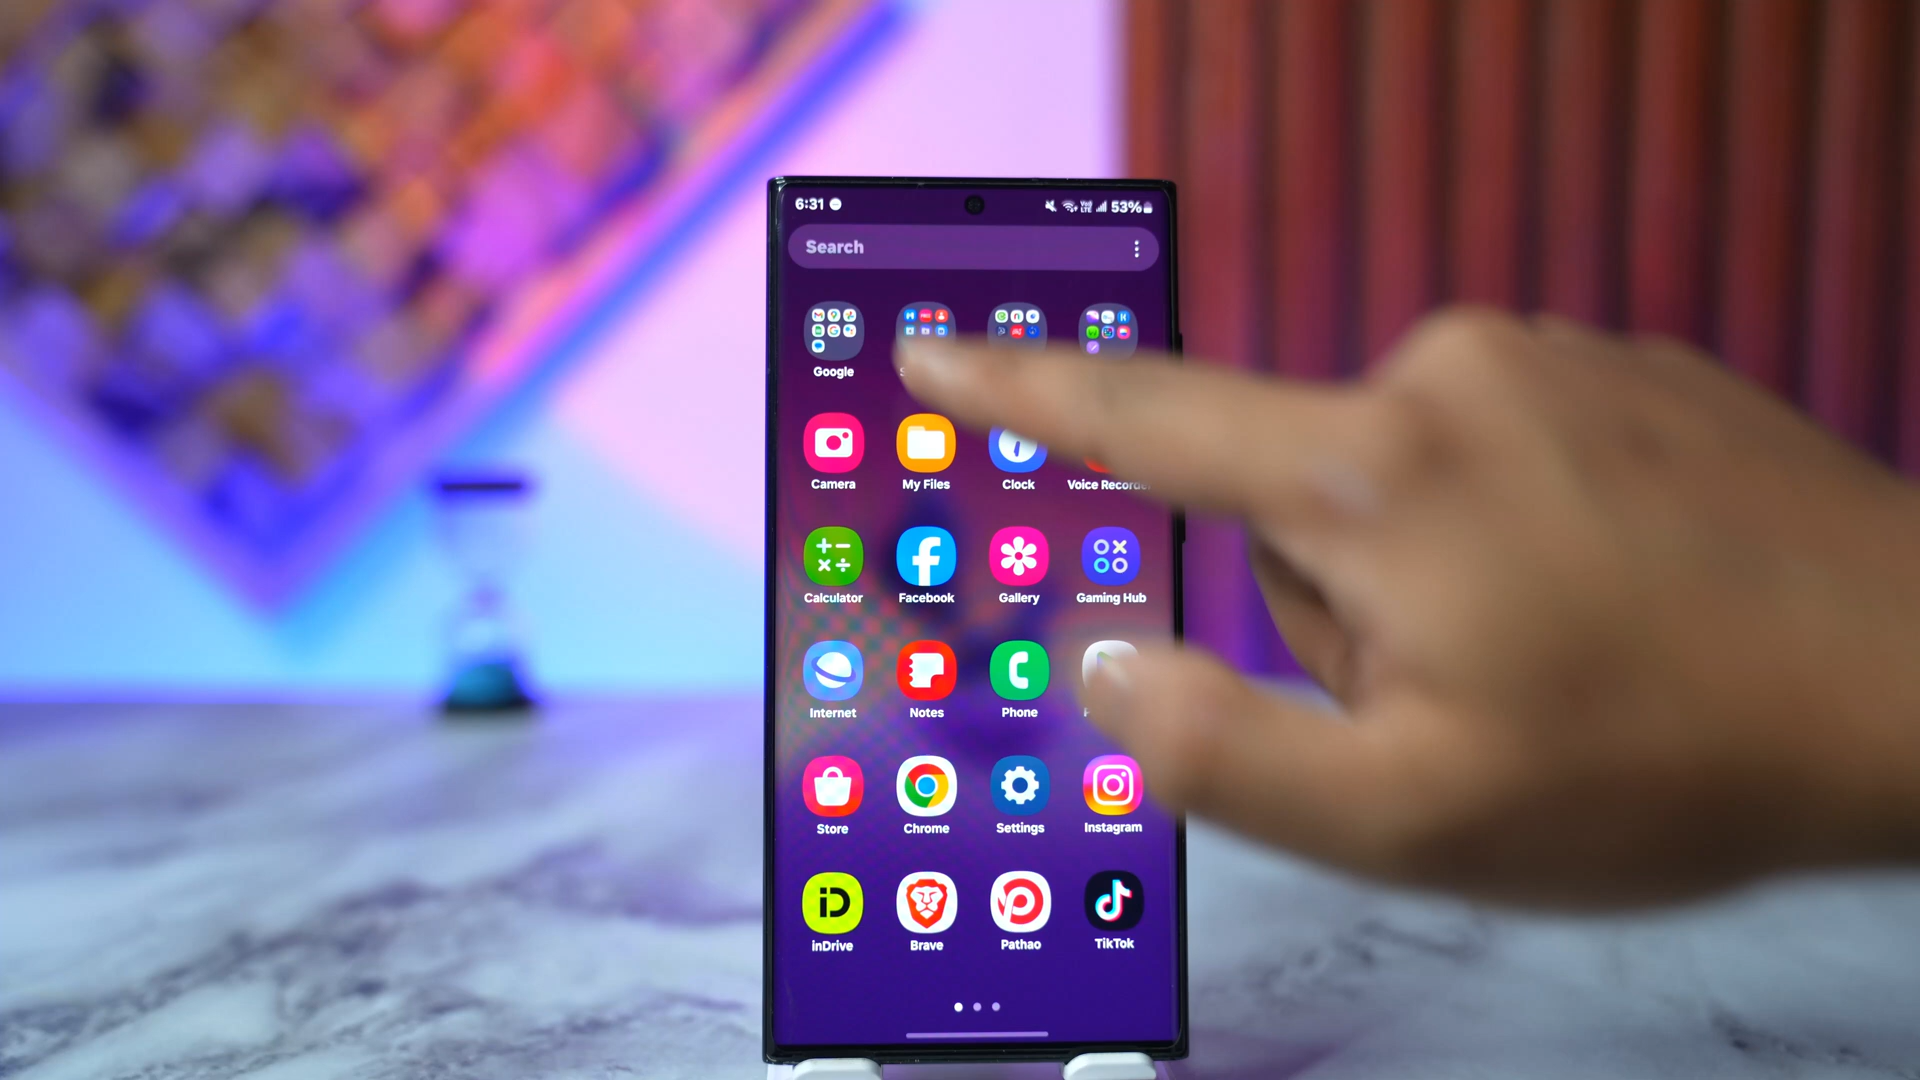 6:31 53%
Search
Google
Camera My Files Clock Voice
Calculator Facebook Gallery Gaming Hub
Internet Notes Phone
Store Chrome Settings Instagram
iD
inDrive Brave Pathao TikTok